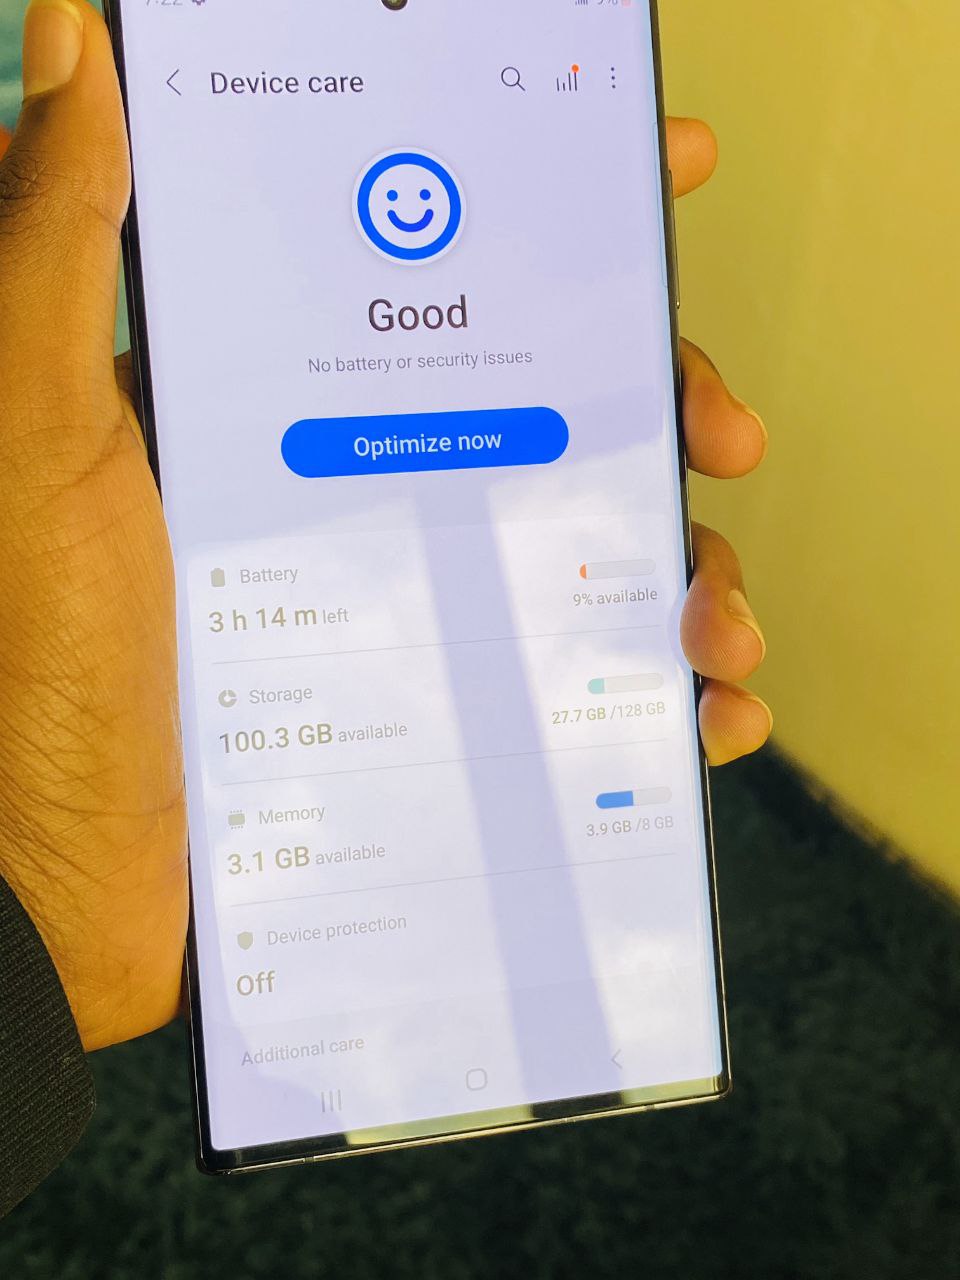 Device care
Good
No battery or security issues
Optimize now
Battery
3 h 14 m left
9% available
Storage
100.3 GB available
27.7 GB /128 GB
Memory
3.1 GB available
3.9 GB /8 GB
Device protection
Off
Additional care